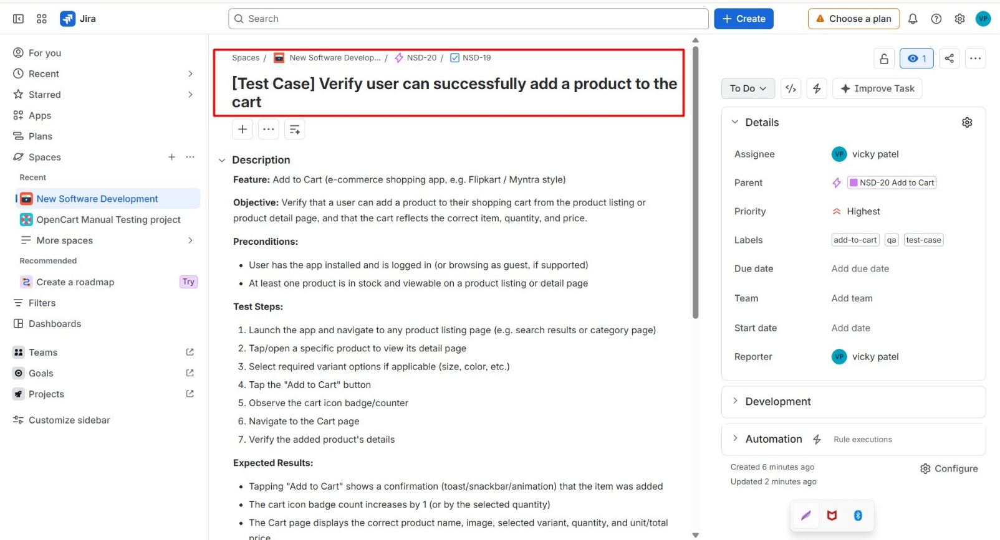 Jira
Search
+ Create
Choose a plan
VP
For you
Recent
Starred
Apps
Plans
Spaces
Recent
New Software Development
OpenCart Manual Testing project
More spaces
Recommended
Create a roadmap
Try
Filters
Dashboards
Teams
Goals
Projects
Customize sidebar
Spaces / New Software Develop... / NSD-20 / NSD-19
[Test Case] Verify user can successfully add a product to the
cart
Description
Feature: Add to Cart (e-commerce shopping app, e.g. Flipkart / Myntra style)
Objective: Verify that a user can add a product to their shopping cart from the product listing or
product detail page, and that the cart reflects the correct item, quantity, and price.
Preconditions:
• User has the app installed and is logged in (or browsing as guest, if supported)
• At least one product is in stock and viewable on a product listing or detail page
Test Steps:
1. Launch the app and navigate to any product listing page (e.g. search results or category page)
2. Tap/open a specific product to view its detail page
3. Select required variant options if applicable (size, color, etc.)
4. Tap the "Add to Cart" button
5. Observe the cart icon badge/counter
6. Navigate to the Cart page
7. Verify the added product's details
Expected Results:
• Tapping "Add to Cart" shows a confirmation (toast/snackbar/animation) that the item was added
• The cart icon badge count increases by 1 (or by the selected quantity)
• The Cart page displays the correct product name, image, selected variant, quantity, and unit/total
price
1
To Do
Improve Task
Details
Assignee VP vicky patel
Parent NSD-20 Add to Cart
Priority Highest
Labels add-to-cart qa test-case
Due date Add due date
Team Add team
Start date Add date
Reporter VP vicky patel
Development
Automation Rule executions
Created 6 minutes ago
Configure
Updated 2 minutes ago